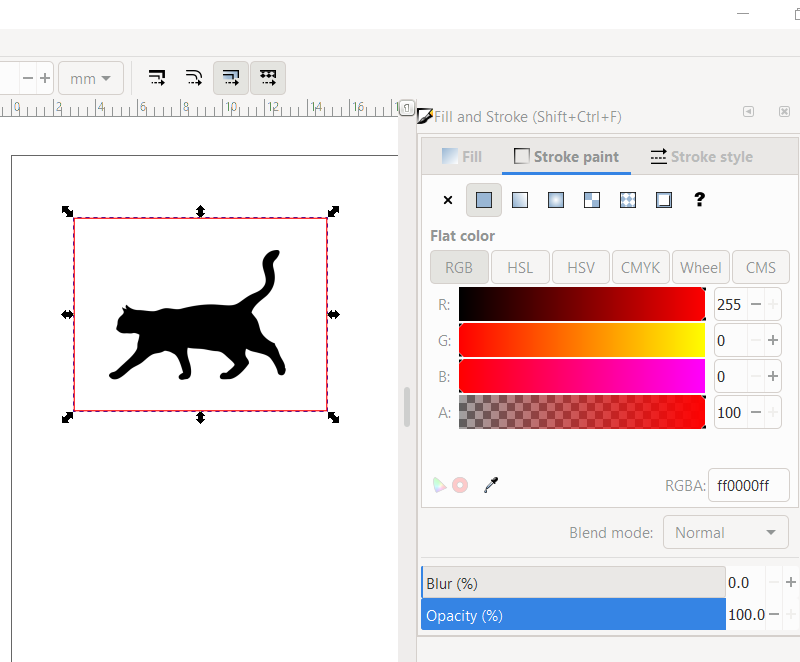 mm
0 2 4 6 8 10 12 14 16
Fill and Stroke (Shift+Ctrl+F)
Fill Stroke paint Stroke style
?
Flat color
RGB HSL HSV CMYK Wheel CMS
R: 255
G: 0
B: 0
A: 100
RGBA: ff0000ff
Blend mode: Normal
Blur (%) 0.0
Opacity (%) 100.0